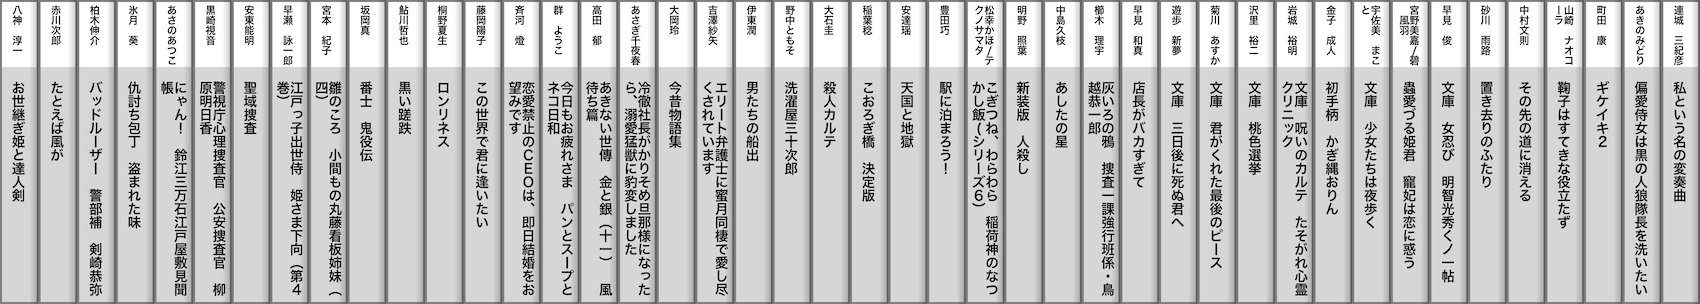 連城　三紀彦
私という名の変奏曲
あきのみどり
偏愛侍女は黒の人狼隊長を洗いたい
町田　康
ギケイキ２
山崎　ナオコーラ
鞠子はすてきな役立たず
中村文則
その先の道に消える
砂川　雨路
置き去りのふたり
早見　俊
文庫　女忍び　明智光秀くノ一帖
宮野美嘉/碧風羽
蟲愛づる姫君　寵妃は恋に惑う
宇佐美　まこと
文庫　少女たちは夜歩く
金子　成人
初手柄　かぎ縄おりん
岩城　裕明
文庫　呪いのカルテ　たそがれ心霊クリニック
沢里　裕二
文庫　桃色選挙
菊川　あすか
文庫　君がくれた最後のピース
遊歩　新夢
文庫　三日後に死ぬ君へ
早見　和真
店長がバカすぎて
櫛木　理宇
灰いろの鴉　捜査一課強行班係・鳥越恭一郎
中島久枝
あしたの星
明野　照葉
新装版　人殺し
松幸かほ/テクノサマタ
こぎつね、わらわら　稲荷神のなつかし飯(シリーズ６)
豊田巧
駅に泊まろう！
安達瑶
天国と地獄
稲葉稔
こおろぎ橋　決定版
大石圭
殺人カルテ
野中ともそ
洗濯屋三十次郎
伊東潤
男たちの船出
吉澤紗矢
エリート弁護士に蜜月同棲で愛し尽くされています
大岡玲
今昔物語集
あさぎ千夜春
冷徹社長がかりそめ旦那様になったら、溺愛猛獣に豹変しました
高田　郁
あきない世傳　金と銀（十一）　風待ち篇
群　ようこ
今日もお疲れさま　パンとスープとネコ日和
斉河　燈
恋愛禁止のＣＥＯは、即日結婚をお望みです
藤岡陽子
この世界で君に逢いたい
桐野夏生
ロンリネス
鮎川哲也
黒い蹉跌
坂岡真
番士　鬼役伝
宮本　紀子
雛のころ　小間もの丸藤看板姉妹（四）
早瀬　詠一郎
江戸っ子出世侍　姫さま下向（第４巻）
安東能明
聖域捜査
黒崎視音
警視庁心理捜査官　公安捜査官　柳原明日香
あさのあつこ
にゃん！　鈴江三万石江戸屋敷見聞帳
氷月　葵
仇討ち包丁　盗まれた味
柏木伸介
バッドルーザー　警部補　剣崎恭弥
赤川次郎
たとえば風が
八神　淳一
お世継ぎ姫と達人剣